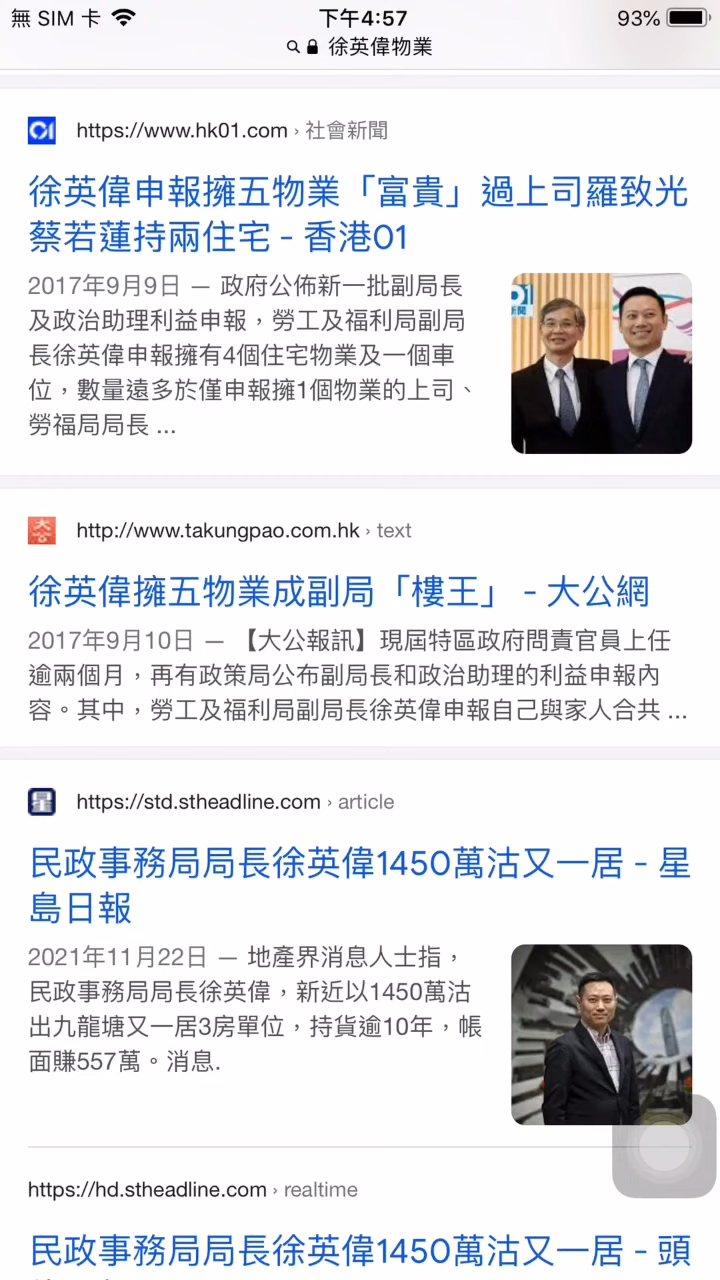 無 SIM 卡 下午4:57 93%
徐英偉物業
https://www.hk01.com › 社會新聞
徐英偉申報擁五物業「富貴」過上司羅致光
蔡若蓮持兩住宅 - 香港01
2017年9月9日 — 政府公佈新一批副局長
及政治助理利益申報，勞工及福利局副局
長徐英偉申報擁有4個住宅物業及一個車
位，數量遠多於僅申報擁1個物業的上司、
勞福局局長 ...
http://www.takungpao.com.hk › text
徐英偉擁五物業成副局「樓王」 - 大公網
2017年9月10日 — 【大公報訊】現屆特區政府問責官員上任
逾兩個月，再有政策局公布副局長和政治助理的利益申報內
容。其中，勞工及福利局副局長徐英偉申報自己與家人合共 ...
https://std.stheadline.com › article
民政事務局局長徐英偉1450萬沽又一居 - 星
島日報
2021年11月22日 — 地產界消息人士指，
民政事務局局長徐英偉，新近以1450萬沽
出九龍塘又一居3房單位，持貨逾10年，帳
面賺557萬。消息.
https://hd.stheadline.com › realtime
民政事務局局長徐英偉1450萬沽又一居 - 頭